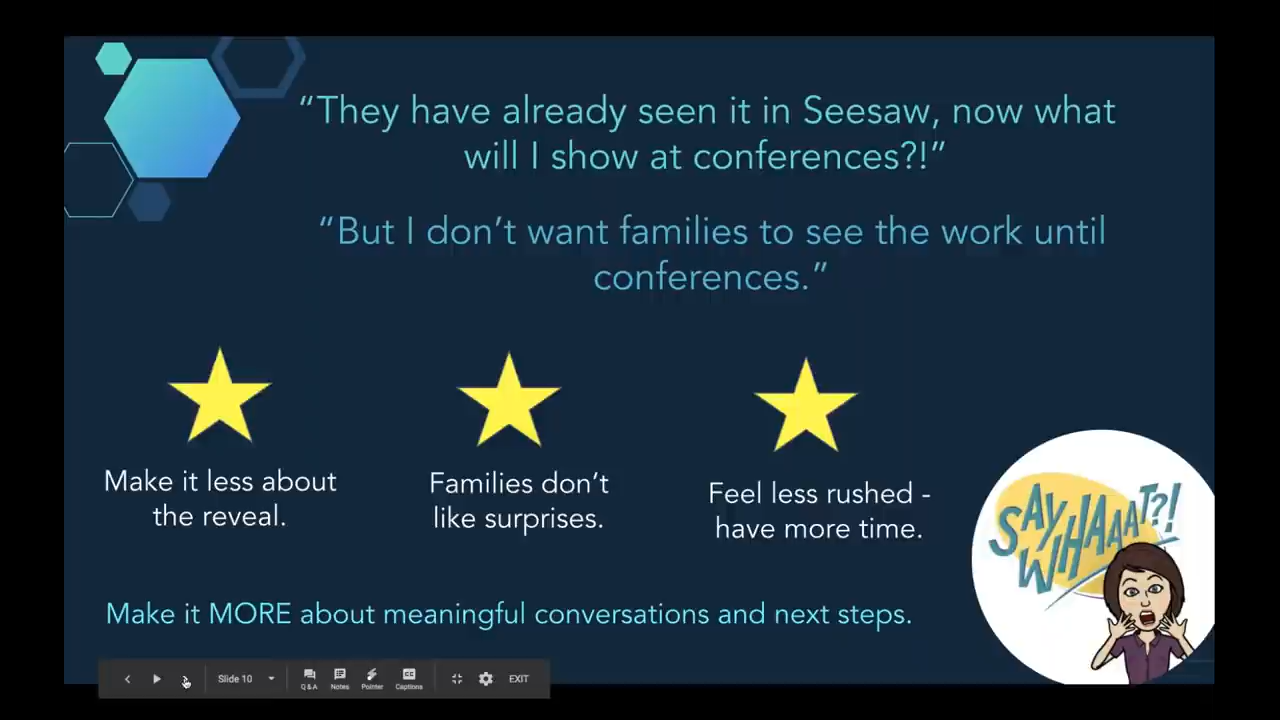 “They have already seen it in Seesaw, now what
will I show at conferences?!”
“But I don’t want families to see the work until
conferences.”
Make it less about
the reveal.
Families don’t
like surprises.
Feel less rushed -
have more time.
SAY
WHAAAT?!
Make it MORE about meaningful conversations and next steps.
Slide 10
Q&A
Notes
Pointer
CC
Captions
EXIT